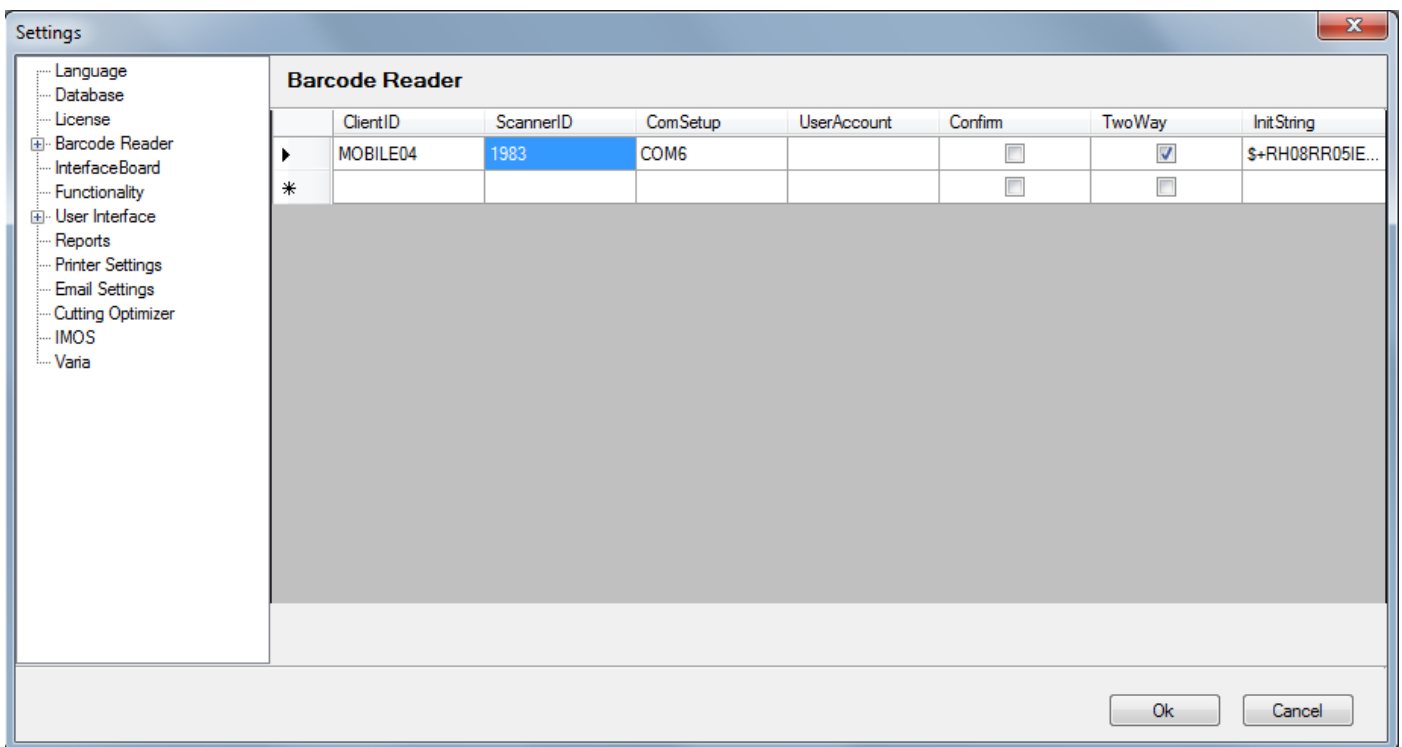 Settings
Language
Database
License
Barcode Reader
InterfaceBoard
Functionality
User Interface
Reports
Printer Settings
Email Settings
Cutting Optimizer
IMOS
Varia
Barcode Reader
ClientID ScannerID ComSetup UserAccount Confirm TwoWay InitString
MOBILE04 1983 COM6 $+RH08RR05IE...
Ok Cancel